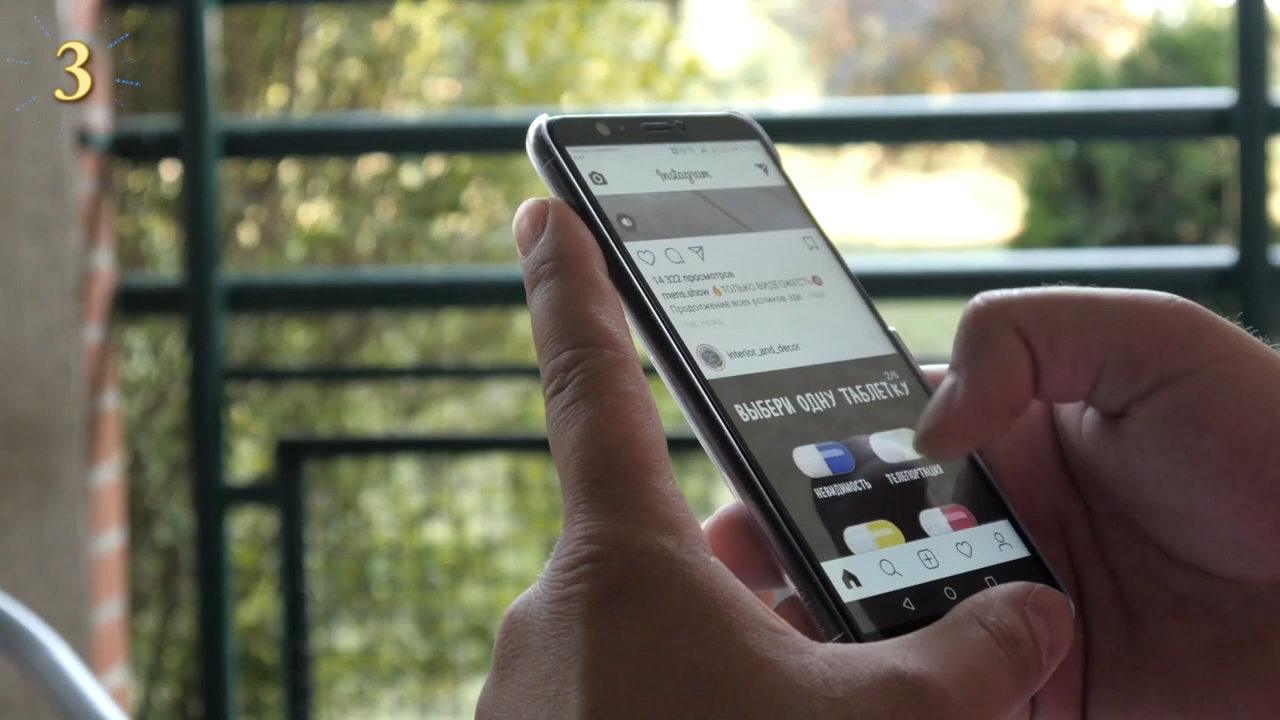 3
Instagram
14 322 просмотров
mens.show 🔥ТОЛЬКО ВИДЕОЖЕСТЬ🔞
Продолжение всех роликов зде...
interior_and_decor
2/6
ВЫБЕРИ ОДНУ ТАБЛЕТКУ
НЕВИДИМОСТЬ
ТЕЛЕПОРТАЦИЯ